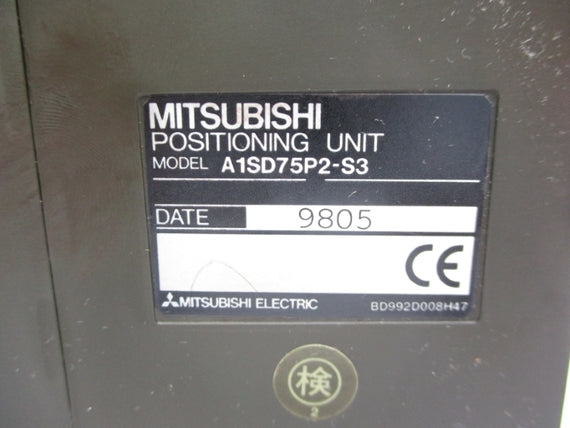 MITSUBISHI
POSITIONING UNIT
MODEL A1SD75P2-S3
DATE 9805
CE
MITSUBISHI ELECTRIC BD992D008H47
検
2